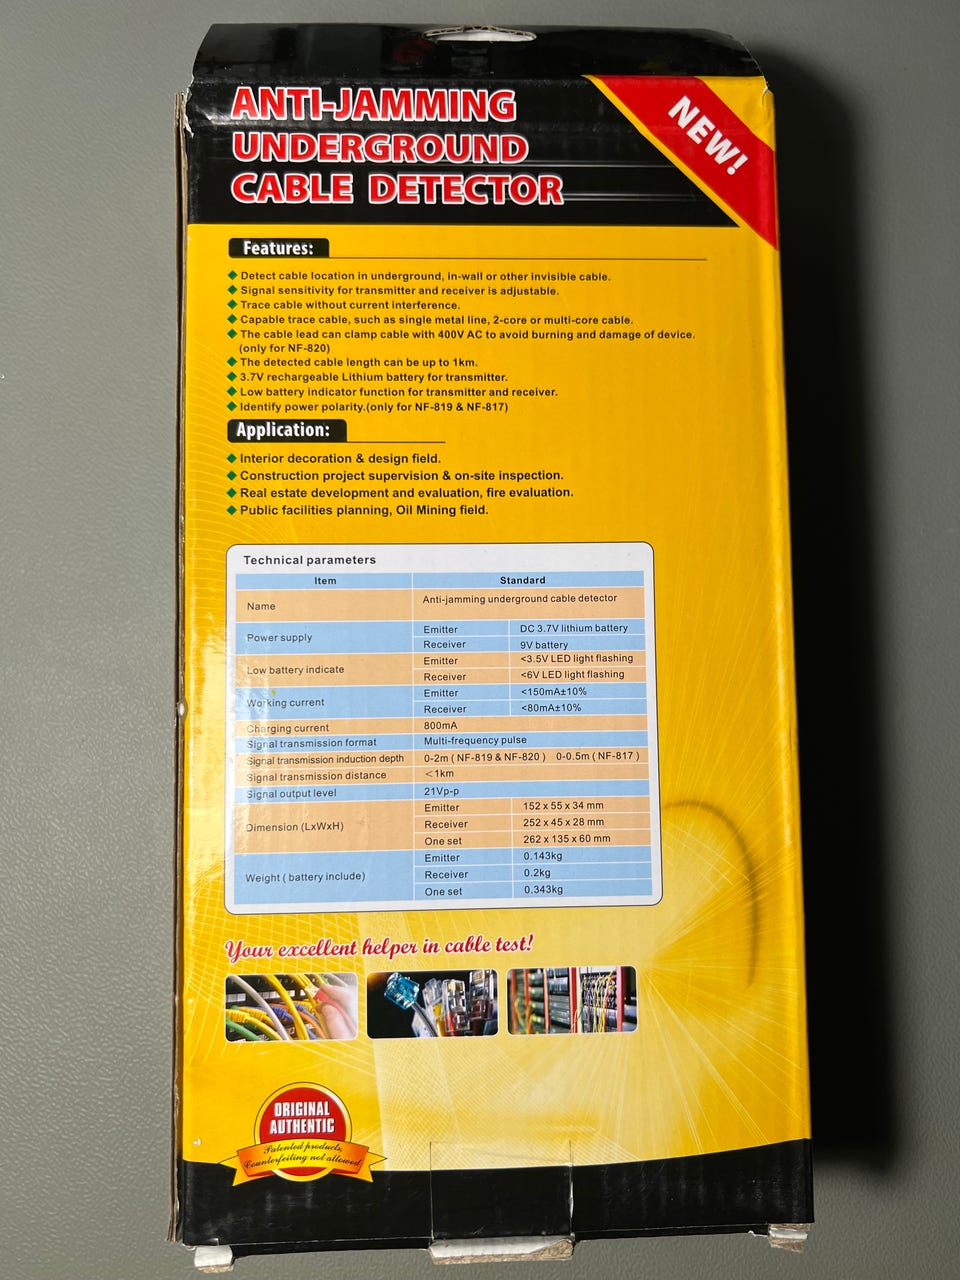 ANTI-JAMMING
UNDERGROUND
CABLE DETECTOR
NEW!
Features:
Detect cable location in underground, in-wall or other invisible cable.
Signal sensitivity for transmitter and receiver is adjustable.
Trace cable without current interference.
Capable trace cable, such as single metal line, 2-core or multi-core cable.
The cable lead can clamp cable with 400V AC to avoid burning and damage of device.
(only for NF-820)
The detected cable length can be up to 1km.
3.7V rechargeable Lithium battery for transmitter.
Low battery indicator function for transmitter and receiver.
Identify power polarity.(only for NF-819 & NF-817)
Application:
Interior decoration & design field.
Construction project supervision & on-site inspection.
Real estate development and evaluation, fire evaluation.
Public facilities planning, Oil Mining field.
Technical parameters
Item Standard
Name Anti-jamming underground cable detector
Power supply Emitter DC 3.7V lithium battery
Receiver 9V battery
Low battery indicate Emitter <3.5V LED light flashing
Receiver <6V LED light flashing
Working current Emitter <150mA±10%
Receiver <80mA±10%
Charging current 800mA
Signal transmission format Multi-frequency pulse
Signal transmission induction depth 0-2m ( NF-819 & NF-820 ) 0-0.5m ( NF-817 )
Signal transmission distance <1km
Signal output level 21Vp-p
Dimension (LxWxH) Emitter 152 x 55 x 34 mm
Receiver 252 x 45 x 28 mm
One set 262 x 135 x 60 mm
Weight ( battery include) Emitter 0.143kg
Receiver 0.2kg
One set 0.343kg
Your excellent helper in cable test!
ORIGINAL
AUTHENTIC
Patented products,
Counterfeiting not allowed